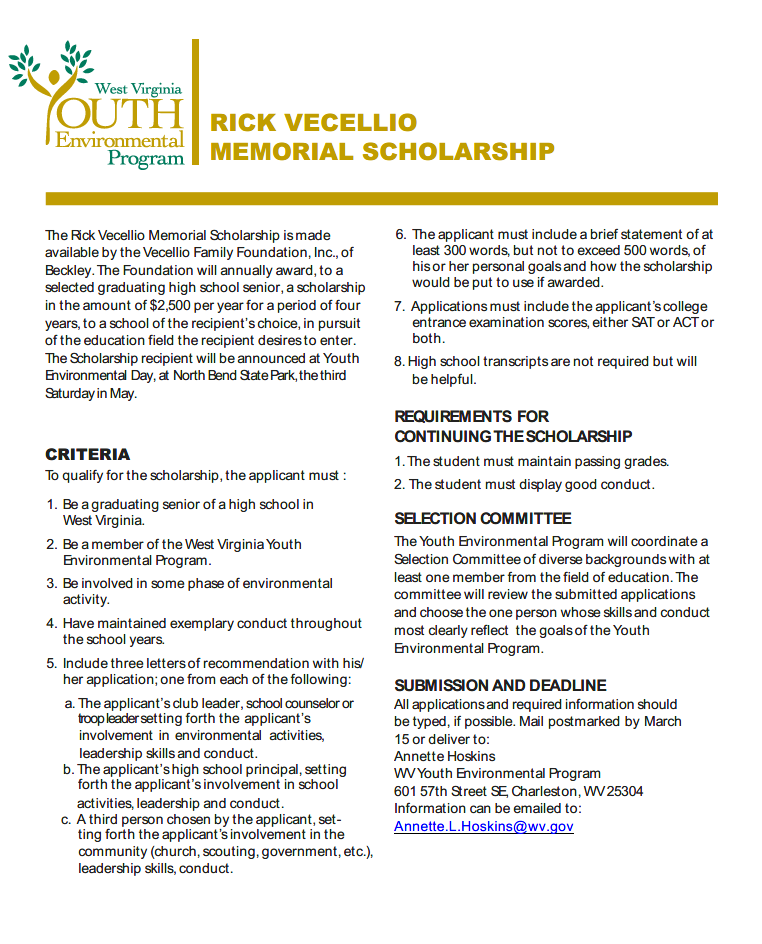 West Virginia
YOUTH
Environmental
Program
RICK VECELLIO
MEMORIAL SCHOLARSHIP
The Rick Vecellio Memorial Scholarship is made
available by the Vecellio Family Foundation, Inc., of
Beckley. The Foundation will annually award, to a
selected graduating high school senior, a scholarship
in the amount of $2,500 per year for a period of four
years, to a school of the recipient's choice, in pursuit
of the education field the recipient desires to enter.
The Scholarship recipient will be announced at Youth
Environmental Day, at North Bend State Park, the third
Saturday in May.
CRITERIA
To qualify for the scholarship, the applicant must :
1. Be a graduating senior of a high school in
West Virginia.
2. Be a member of the West Virginia Youth
Environmental Program.
3. Be involved in some phase of environmental
activity.
4. Have maintained exemplary conduct throughout
the school years.
5. Include three letters of recommendation with his/
her application; one from each of the following:
a. The applicant's club leader, school counselor or
troop leader setting forth the applicant's
involvement in environmental activities,
leadership skills and conduct.
b. The applicant's high school principal, setting
forth the applicant's involvement in school
activities, leadership and conduct.
c. A third person chosen by the applicant, set-
ting forth the applicant's involvement in the
community (church, scouting, government, etc.),
leadership skills, conduct.
6. The applicant must include a brief statement of at
least 300 words, but not to exceed 500 words, of
his or her personal goals and how the scholarship
would be put to use if awarded.
7. Applications must include the applicant's college
entrance examination scores, either SAT or ACT or
both.
8. High school transcripts are not required but will
be helpful.
REQUIREMENTS FOR
CONTINUING THE SCHOLARSHIP
1. The student must maintain passing grades.
2. The student must display good conduct.
SELECTION COMMITTEE
The Youth Environmental Program will coordinate a
Selection Committee of diverse backgrounds with at
least one member from the field of education. The
committee will review the submitted applications
and choose the one person whose skills and conduct
most clearly reflect the goals of the Youth
Environmental Program.
SUBMISSION AND DEADLINE
All applications and required information should
be typed, if possible. Mail postmarked by March
15 or deliver to:
Annette Hoskins
WV Youth Environmental Program
601 57th Street SE, Charleston, WV 25304
Information can be emailed to:
Annette.L.Hoskins@wv.gov